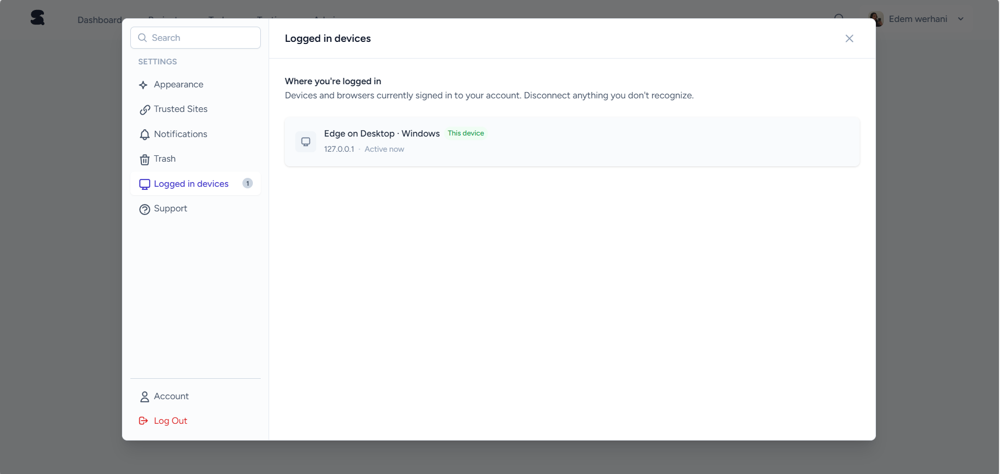 Dashboard
Edem werhani
Search
SETTINGS
Appearance
Trusted Sites
Notifications
Trash
Logged in devices 1
Support
Account
Log Out
Logged in devices
Where you're logged in
Devices and browsers currently signed in to your account. Disconnect anything you don't recognize.
Edge on Desktop · Windows This device
127.0.0.1 · Active now